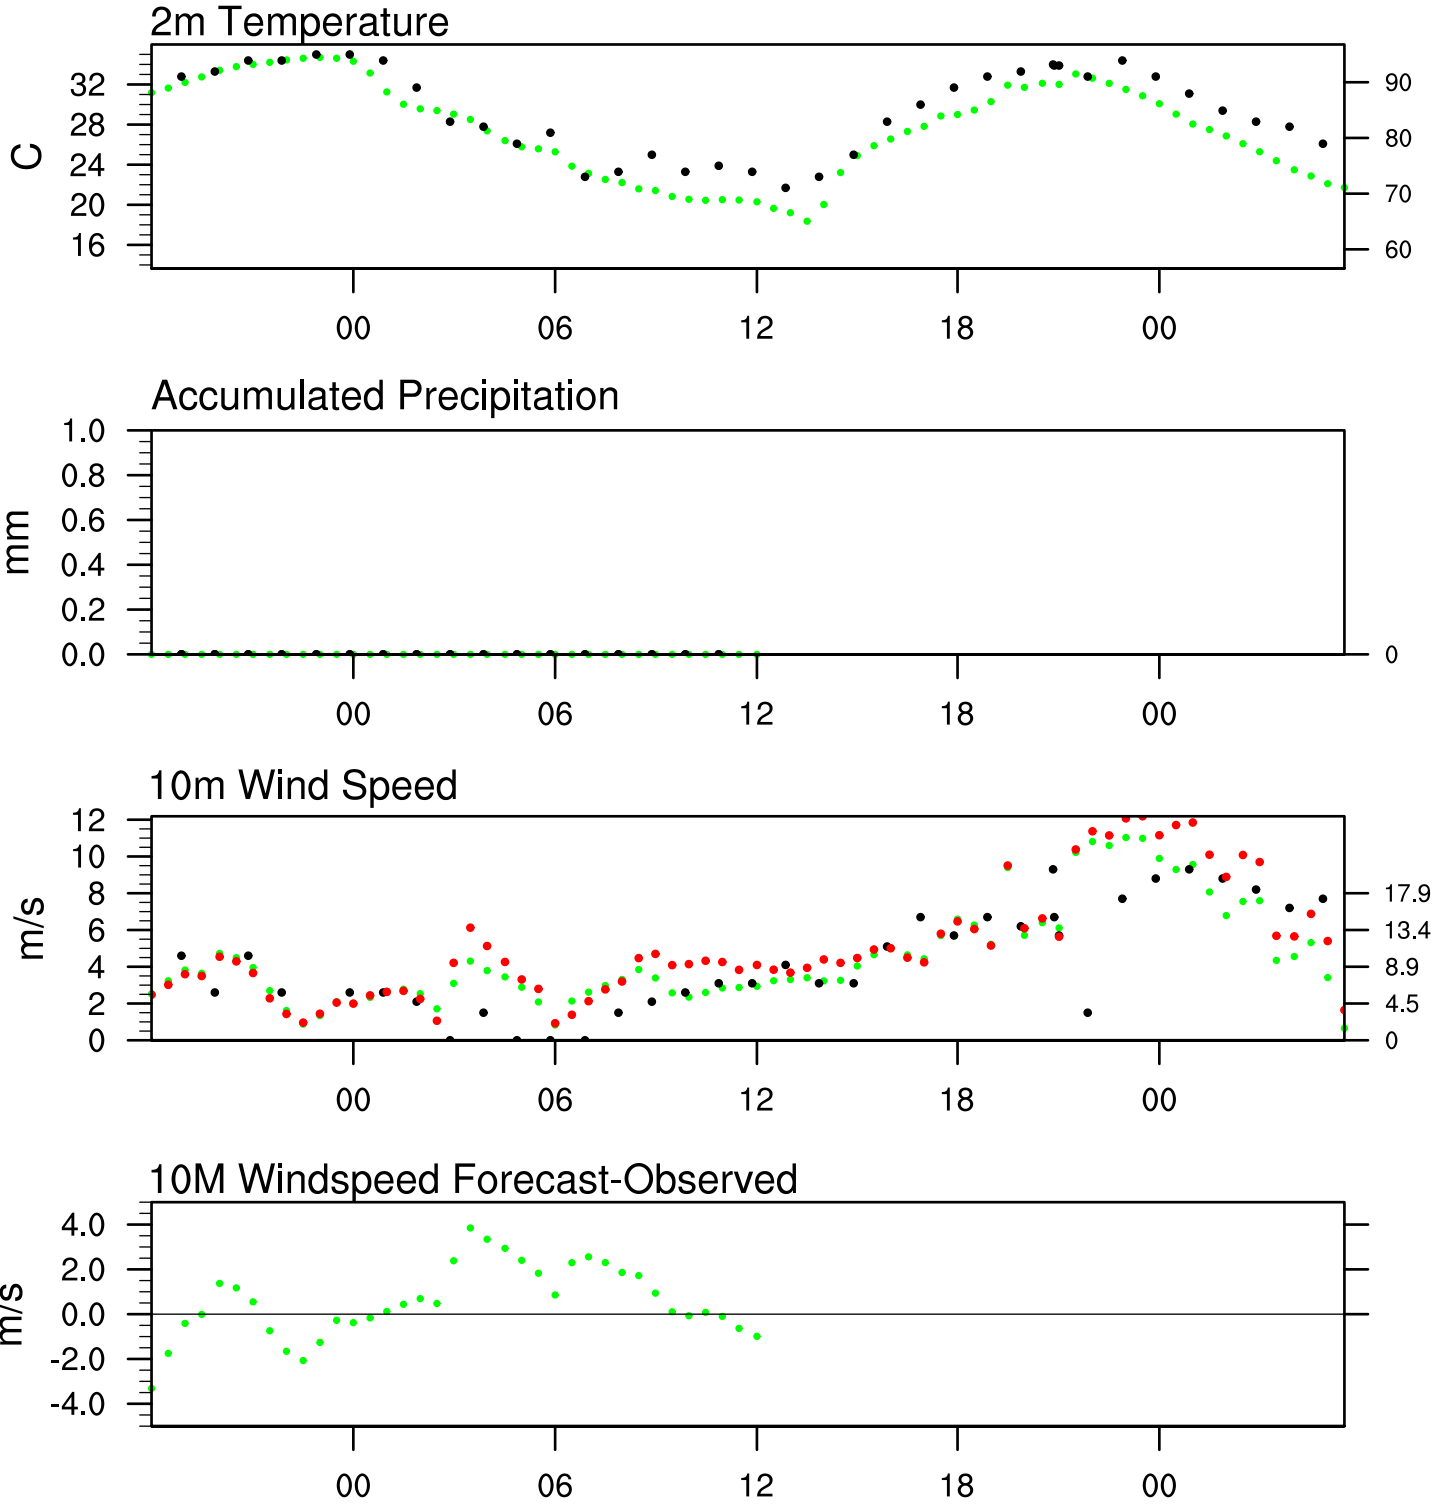 2m Temperature
C
32
28
24
20
16
90
80
70
60
00 06 12 18 00
Accumulated Precipitation
mm
1.0
0.8
0.6
0.4
0.2
0.0
0
00 06 12 18 00
10m Wind Speed
m/s
12
10
8
6
4
2
0
17.9
13.4
8.9
4.5
0
00 06 12 18 00
10M Windspeed Forecast-Observed
m/s
4.0
2.0
0.0
-2.0
-4.0
00 06 12 18 00